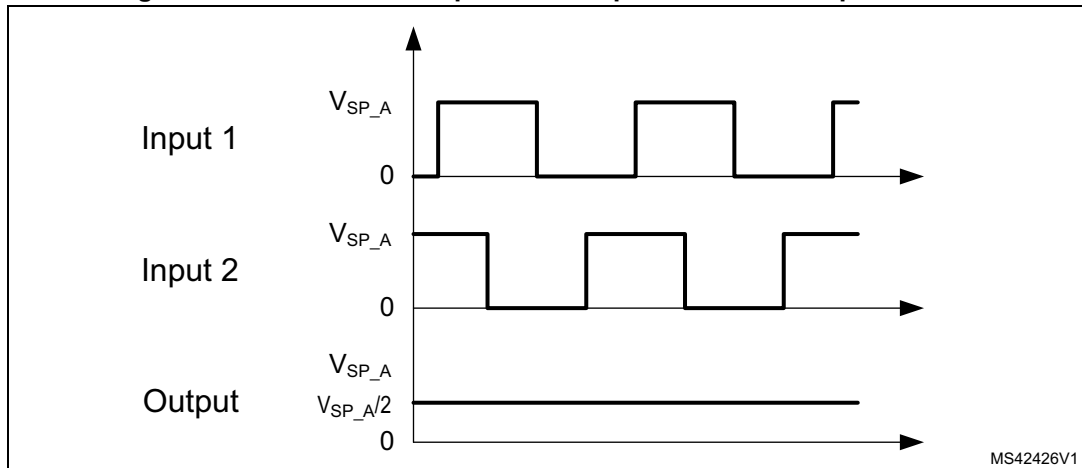 V_SP_A
Input 1
0
V_SP_A
Input 2
0
V_SP_A
Output
V_SP_A/2
0
MS42426V1